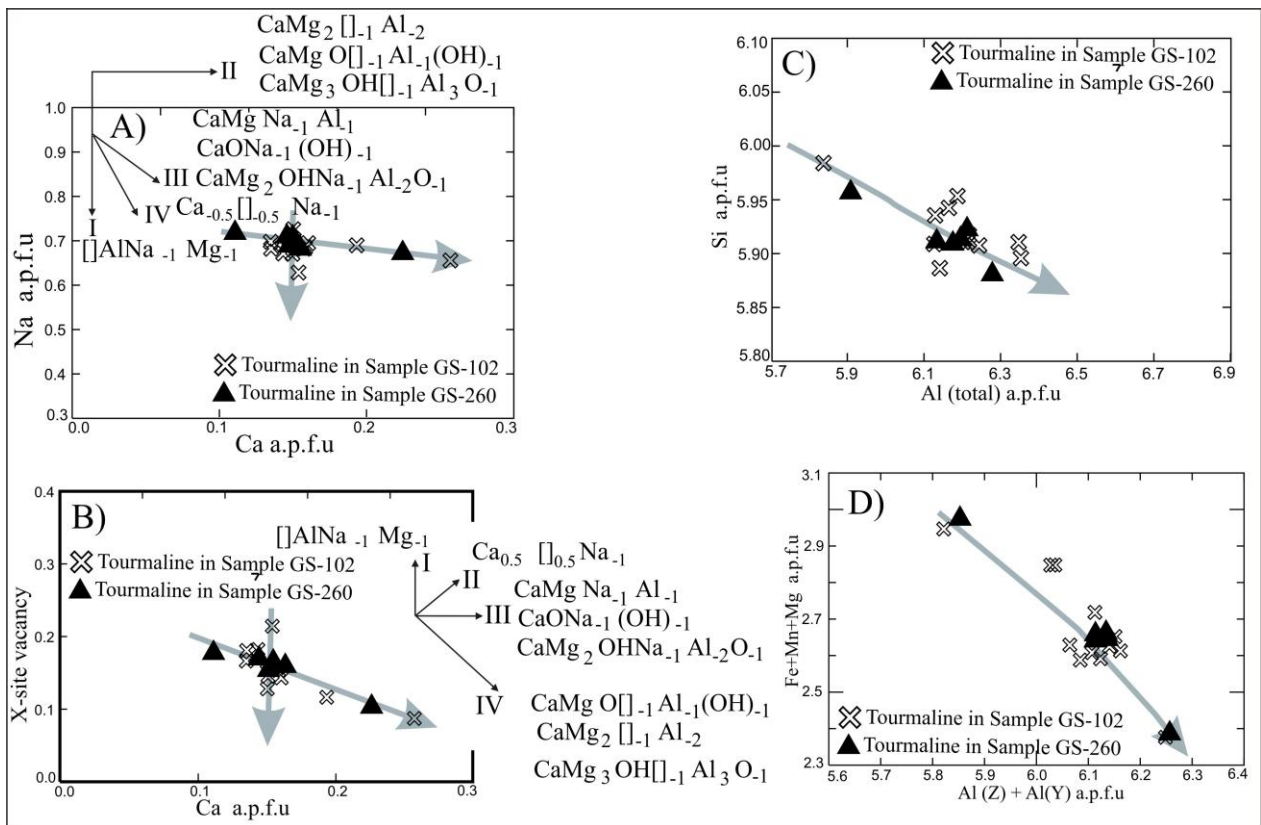 CaMg2 []-1 Al-2
CaMg O[]-1 Al-1(OH)-1
II
CaMg3 OH[]-1 Al3 O-1
A)
CaMg Na-1 Al-1
CaONa-1 (OH)-1
III CaMg2 OHNa-1 Al-2O-1
IV Ca-0.5 []-0.5 Na-1
I
[]AlNa -1 Mg-1
1.0
0.9
0.8
0.7
0.6
0.5
0.4
0.3
Na a.p.f.u
Tourmaline in Sample GS-102
Tourmaline in Sample GS-260
0.0 0.1 0.2 0.3
Ca a.p.f.u
C)
Tourmaline in Sample GS-102
Tourmaline in Sample GS-260
6.10
6.05
6.00
5.95
5.90
5.85
5.80
Si a.p.f.u
5.7 5.9 6.1 6.3 6.5 6.7 6.9
Al (total) a.p.f.u
B)
[]AlNa -1 Mg-1
Tourmaline in Sample GS-102
Tourmaline in Sample GS-260
I
Ca0.5 []0.5 Na-1
II
CaMg Na-1 Al-1
III CaONa-1 (OH)-1
CaMg2 OHNa-1 Al-2O-1
IV CaMg O[]-1 Al-1(OH)-1
CaMg2 []-1 Al-2
CaMg3 OH[]-1 Al3 O-1
0.4
0.3
0.2
0.1
0.0
X-site vacancy
0.0 0.1 0.2 0.3
Ca a.p.f.u
D)
3.1
2.9
2.7
2.5
2.3
Fe+Mn+Mg a.p.f.u
Tourmaline in Sample GS-102
Tourmaline in Sample GS-260
5.6 5.7 5.8 5.9 6.0 6.1 6.2 6.3 6.4
Al (Z) + Al(Y) a.p.f.u